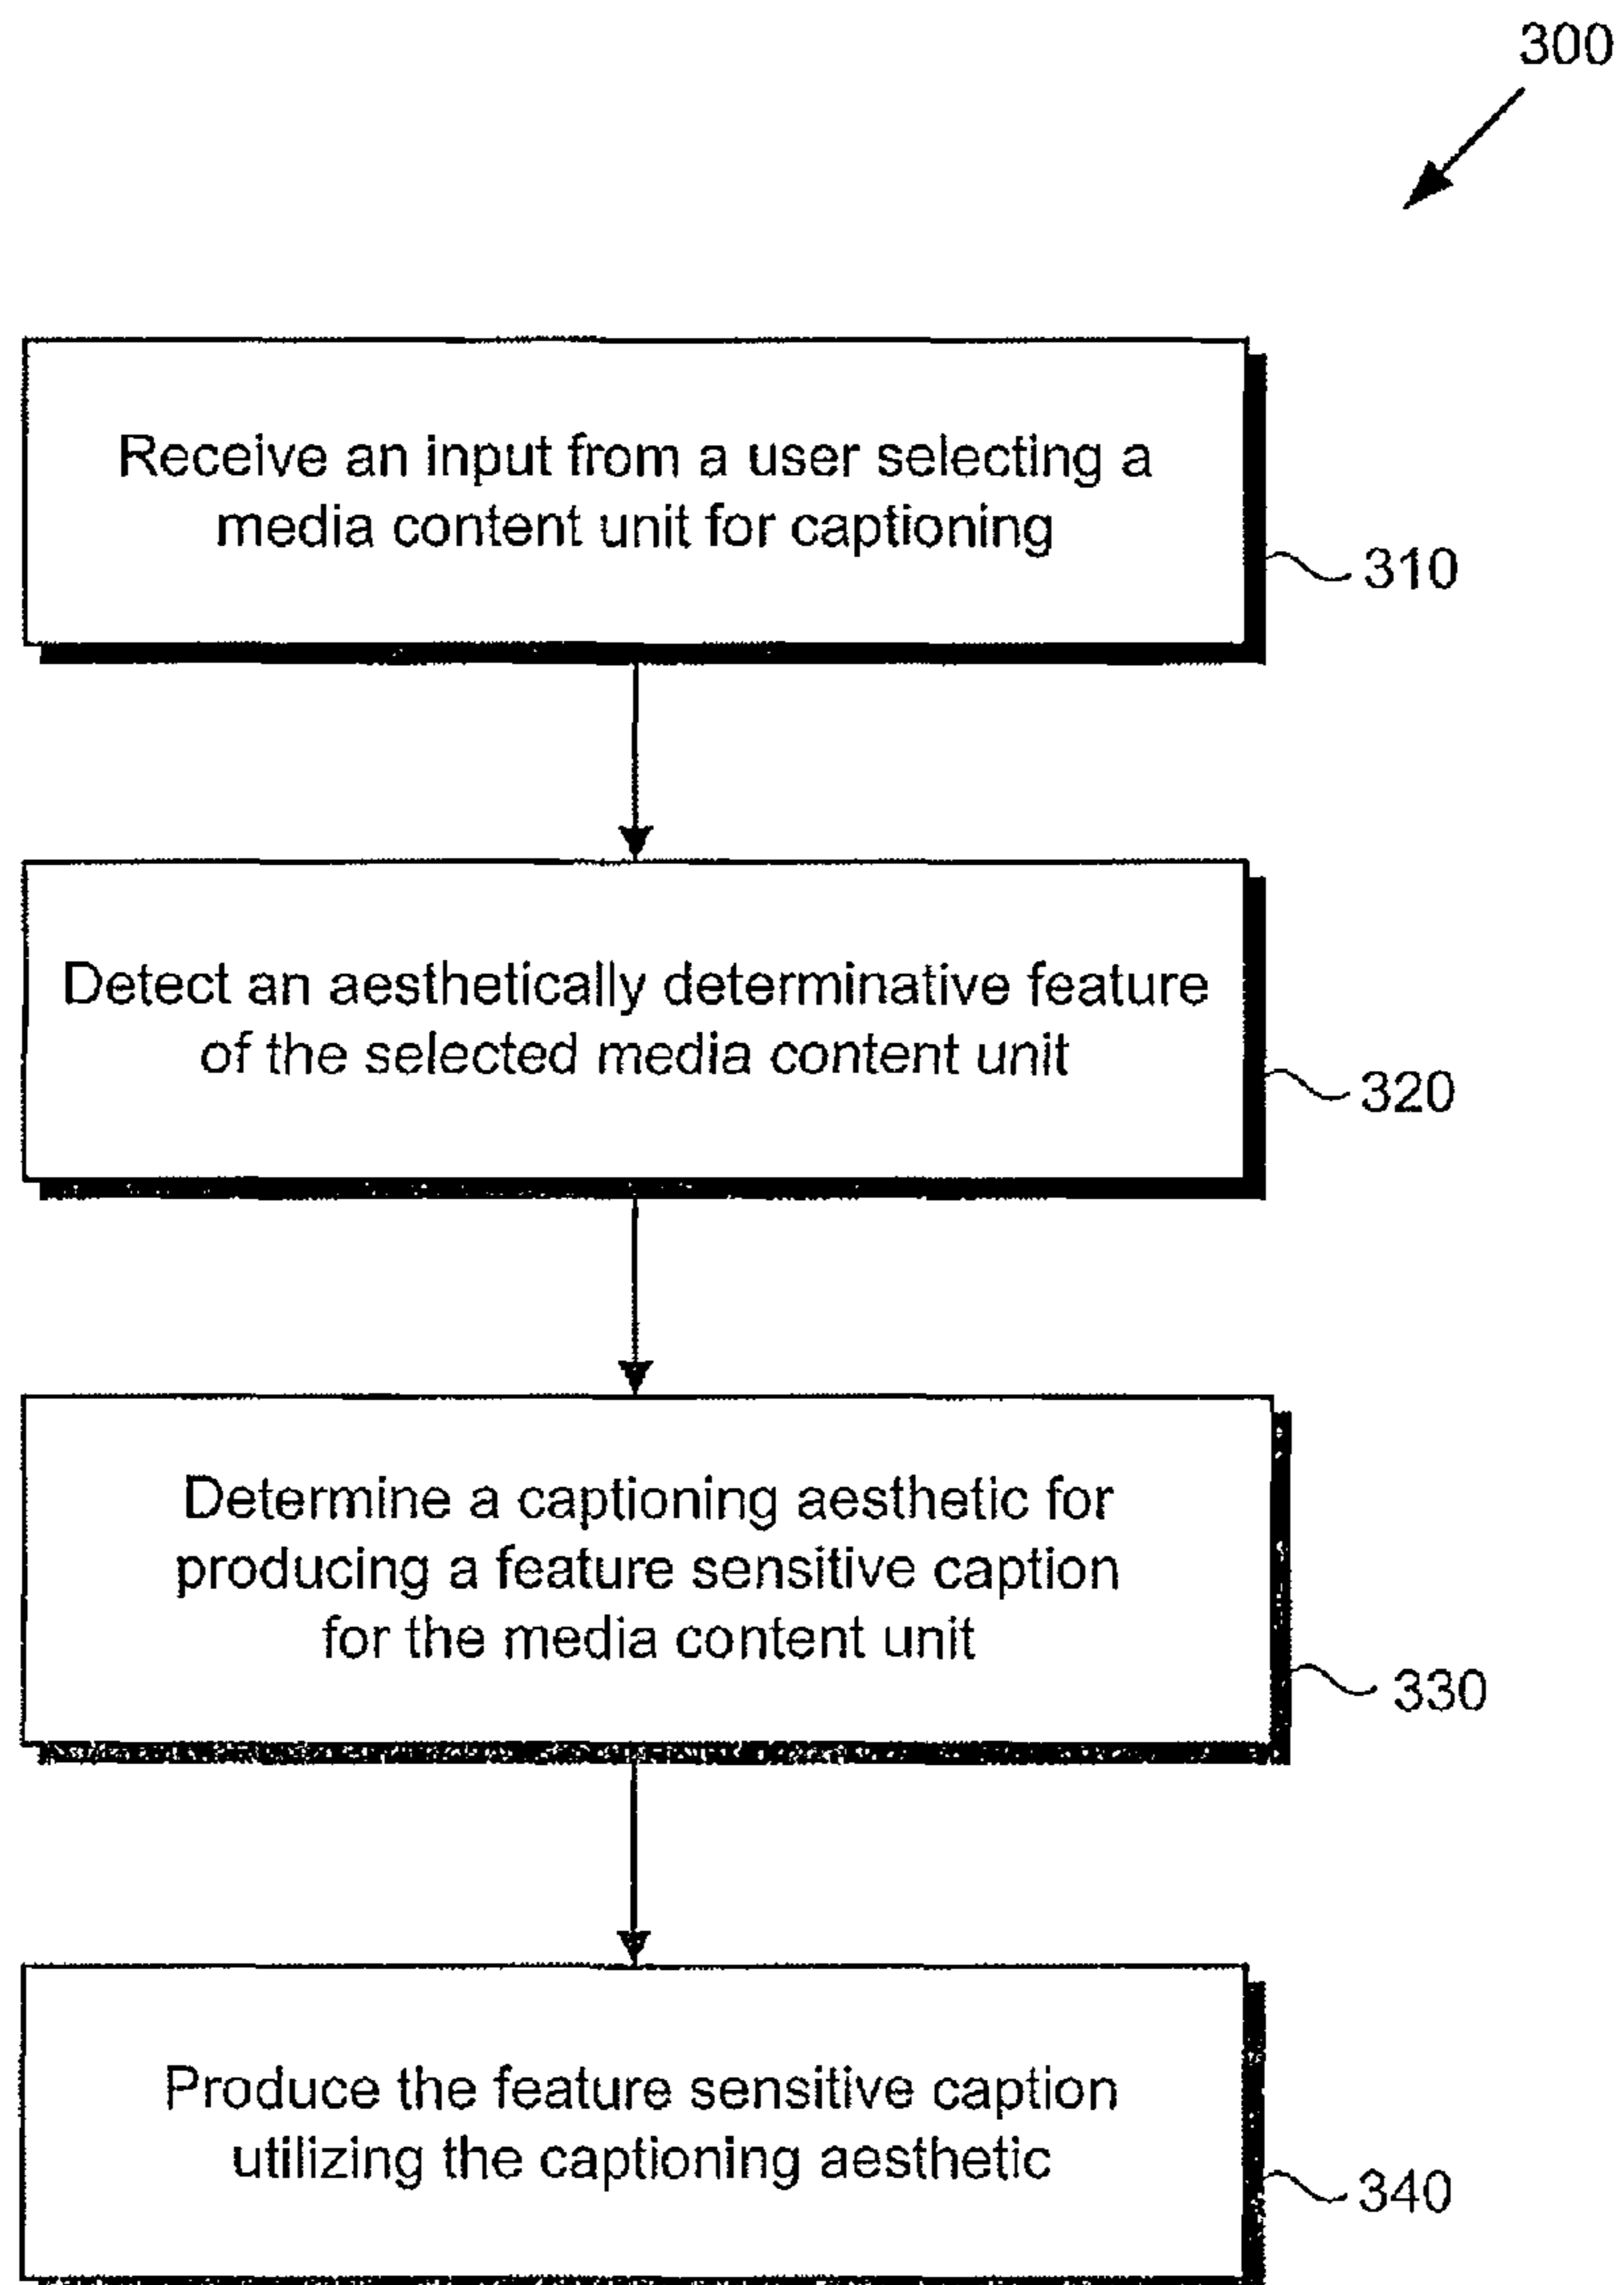 300
Receive an input from a user selecting a
media content unit for captioning
310
Detect an aesthetically determinative feature
of the selected media content unit
320
Determine a captioning aesthetic for
producing a feature sensitive caption
for the media content unit
330
Produce the feature sensitive caption
utilizing the captioning aesthetic
340